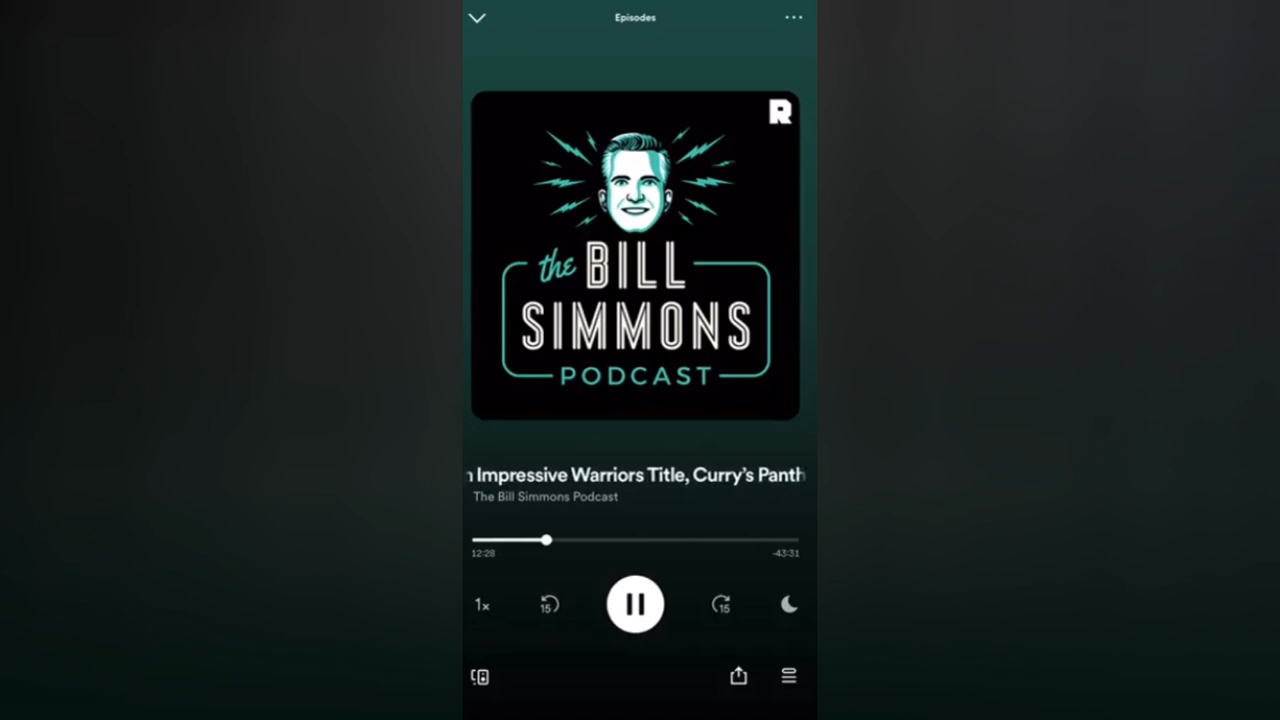 Episodes
R
the BILL
SIMMONS
PODCAST
Impressive Warriors Title, Curry's Panth
The Bill Simmons Podcast
12:28
-43:31
1x
15
15